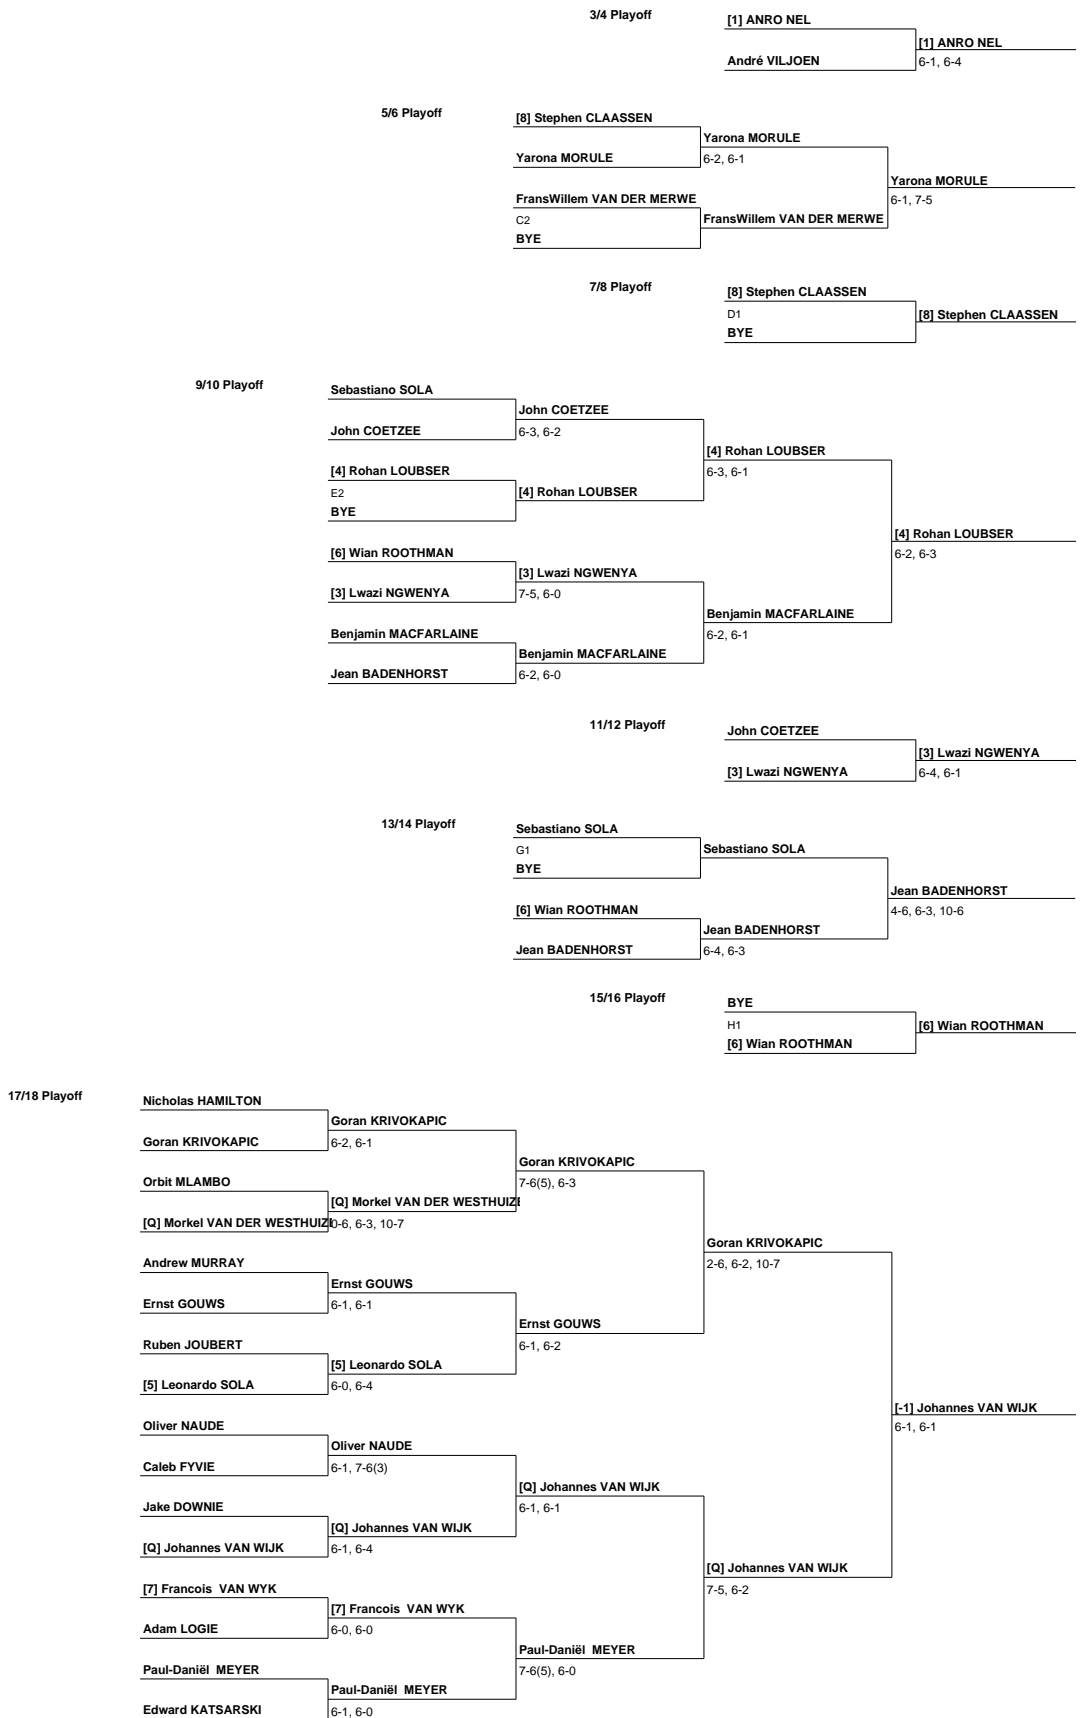 3/4 Playoff
[1] ANRO NEL
[1] ANRO NEL
André VILJOEN
6-1, 6-4
5/6 Playoff
[8] Stephen CLAASSEN
Yarona MORULE
Yarona MORULE
6-2, 6-1
Yarona MORULE
FransWillem VAN DER MERWE
6-1, 7-5
C2
FransWillem VAN DER MERWE
BYE
7/8 Playoff
[8] Stephen CLAASSEN
D1
[8] Stephen CLAASSEN
BYE
9/10 Playoff
Sebastiano SOLA
John COETZEE
John COETZEE
6-3, 6-2
[4] Rohan LOUBSER
[4] Rohan LOUBSER
6-3, 6-1
E2
[4] Rohan LOUBSER
BYE
[4] Rohan LOUBSER
[6] Wian ROOTHMAN
6-2, 6-3
[3] Lwazi NGWENYA
[3] Lwazi NGWENYA
7-5, 6-0
Benjamin MACFARLAINE
Benjamin MACFARLAINE
6-2, 6-1
Benjamin MACFARLAINE
Jean BADENHORST
6-2, 6-0
11/12 Playoff
John COETZEE
[3] Lwazi NGWENYA
[3] Lwazi NGWENYA
6-4, 6-1
13/14 Playoff
Sebastiano SOLA
G1
Sebastiano SOLA
BYE
Jean BADENHORST
[6] Wian ROOTHMAN
4-6, 6-3, 10-6
Jean BADENHORST
Jean BADENHORST
6-4, 6-3
15/16 Playoff
BYE
H1
[6] Wian ROOTHMAN
[6] Wian ROOTHMAN
17/18 Playoff
Nicholas HAMILTON
Goran KRIVOKAPIC
Goran KRIVOKAPIC
6-2, 6-1
Goran KRIVOKAPIC
Orbit MLAMBO
7-6(5), 6-3
[Q] Morkel VAN DER WESTHUIZE
[Q] Morkel VAN DER WESTHUIZE
0-6, 6-3, 10-7
Goran KRIVOKAPIC
Andrew MURRAY
2-6, 6-2, 10-7
Ernst GOUWS
Ernst GOUWS
6-1, 6-1
Ernst GOUWS
Ruben JOUBERT
6-1, 6-2
[5] Leonardo SOLA
[5] Leonardo SOLA
6-0, 6-4
[-1] Johannes VAN WIJK
Oliver NAUDE
6-1, 6-1
Oliver NAUDE
Caleb FYVIE
6-1, 7-6(3)
[Q] Johannes VAN WIJK
Jake DOWNIE
6-1, 6-1
[Q] Johannes VAN WIJK
[Q] Johannes VAN WIJK
6-1, 6-4
[Q] Johannes VAN WIJK
[7] Francois VAN WYK
7-5, 6-2
[7] Francois VAN WYK
Adam LOGIE
6-0, 6-0
Paul-Daniël MEYER
Paul-Daniël MEYER
7-6(5), 6-0
Paul-Daniël MEYER
Edward KATSARSKI
6-1, 6-0